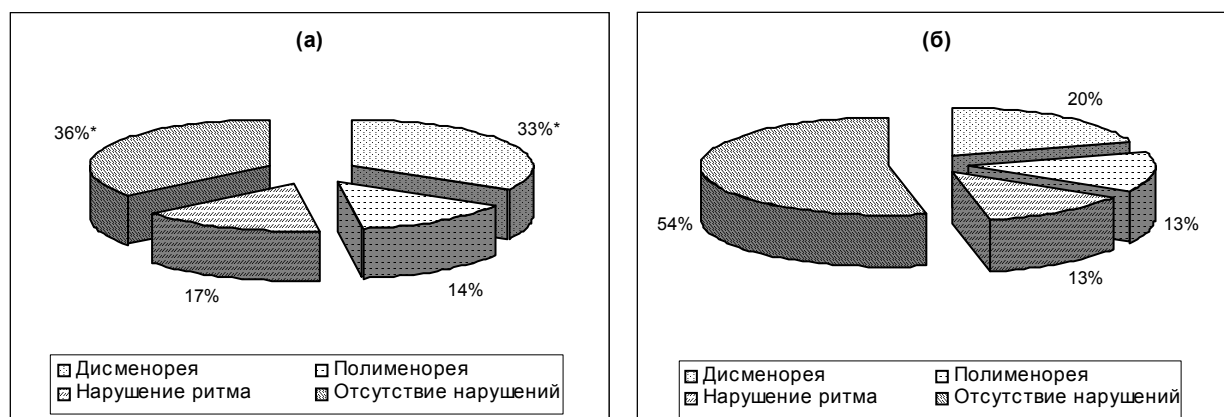 (а)
36%*
33%*
17%
14%
Дисменорея
Полименорея
Нарушение ритма
Отсутствие нарушений
(б)
20%
54%
13%
13%
Дисменорея
Полименорея
Нарушение ритма
Отсутствие нарушений